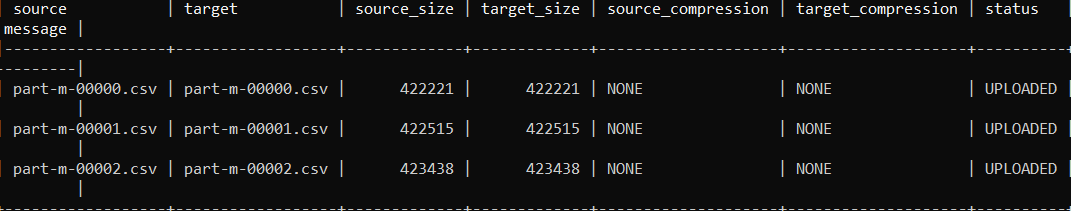 | source | target | source_size | target_size | source_compression | target_compression | status |
message |
|------------------+------------------+-------------+-------------+--------------------+--------------------+----------+
---------|
| part-m-00000.csv | part-m-00000.csv | 422221 | 422221 | NONE | NONE | UPLOADED |
|
| part-m-00001.csv | part-m-00001.csv | 422515 | 422515 | NONE | NONE | UPLOADED |
|
| part-m-00002.csv | part-m-00002.csv | 423438 | 423438 | NONE | NONE | UPLOADED |
|
+------------------+------------------+-------------+-------------+--------------------+--------------------+----------+